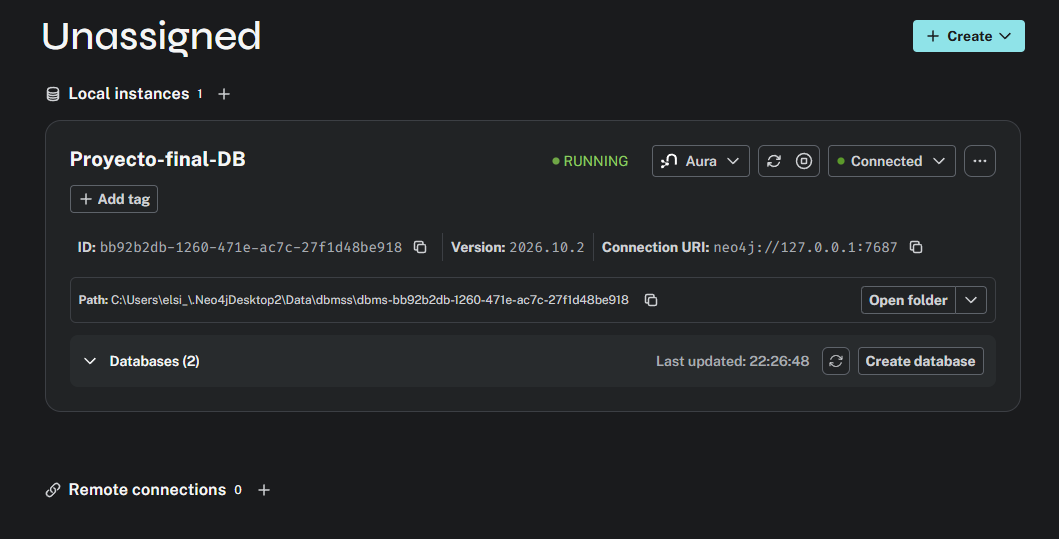 Unassigned
Create
Local instances 1
Proyecto-final-DB
RUNNING
Aura
Connected
Add tag
ID: bb92b2db-1260-471e-ac7c-27f1d48be918
Version: 2026.10.2
Connection URI: neo4j://127.0.0.1:7687
Path: C:\Users\elsi_\.Neo4jDesktop2\Data\dbmss\dbms-bb92b2db-1260-471e-ac7c-27f1d48be918
Open folder
Databases (2)
Last updated: 22:26:48
Create database
Remote connections 0